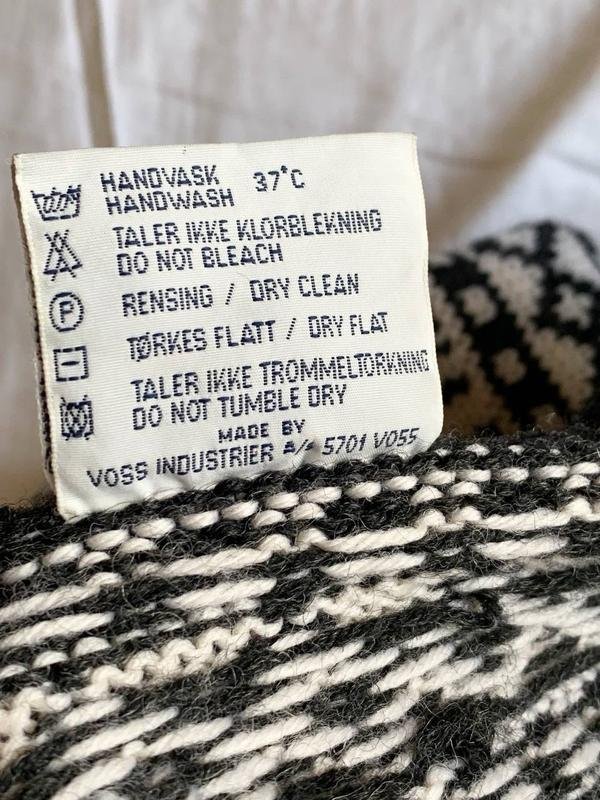 HANDVASK 37°C
HANDWASH
TALER IKKE KLORBLEKNING
DO NOT BLEACH
P
RENSING / DRY CLEAN
TØRKES FLATT / DRY FLAT
TALER IKKE TROMMELTØRKNING
DO NOT TUMBLE DRY
MADE BY
VOSS INDUSTRIER A/S 5701 VOSS